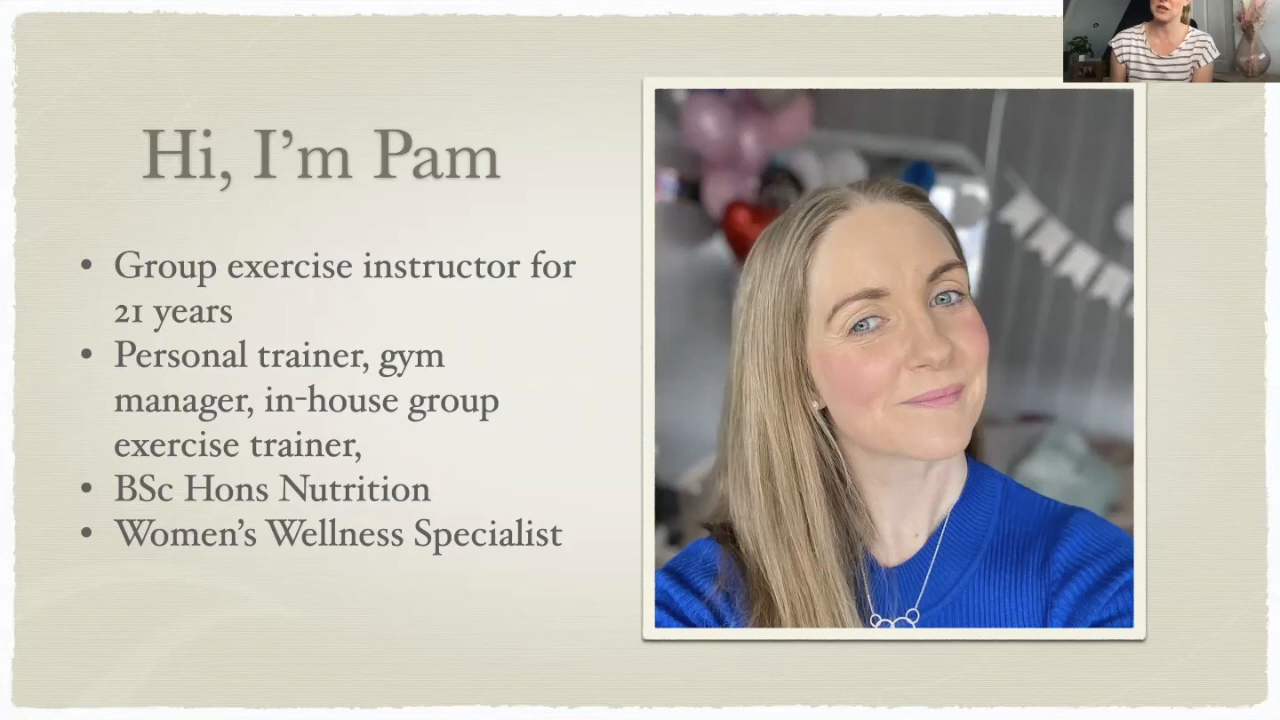 Hi, I’m Pam
• Group exercise instructor for
21 years
• Personal trainer, gym
manager, in-house group
exercise trainer,
• BSc Hons Nutrition
• Women’s Wellness Specialist